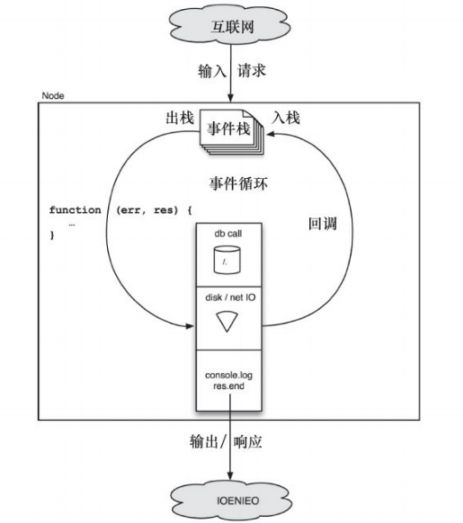 互联网
输入 请求
Node
出栈 事件栈 入栈
事件循环
function (err, res) {
…
}
回调
db call
/.
disk / net IO
console.log
res.end
输出/ 响应
IOENIEO